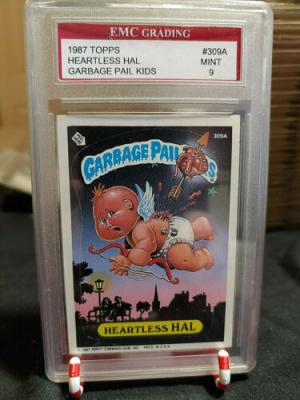 EMC GRADING
1987 TOPPS #309A
HEARTLESS HAL MINT
GARBAGE PAIL KIDS 9
309A
GARBAGE PAIL KIDS
HEARTLESS HAL